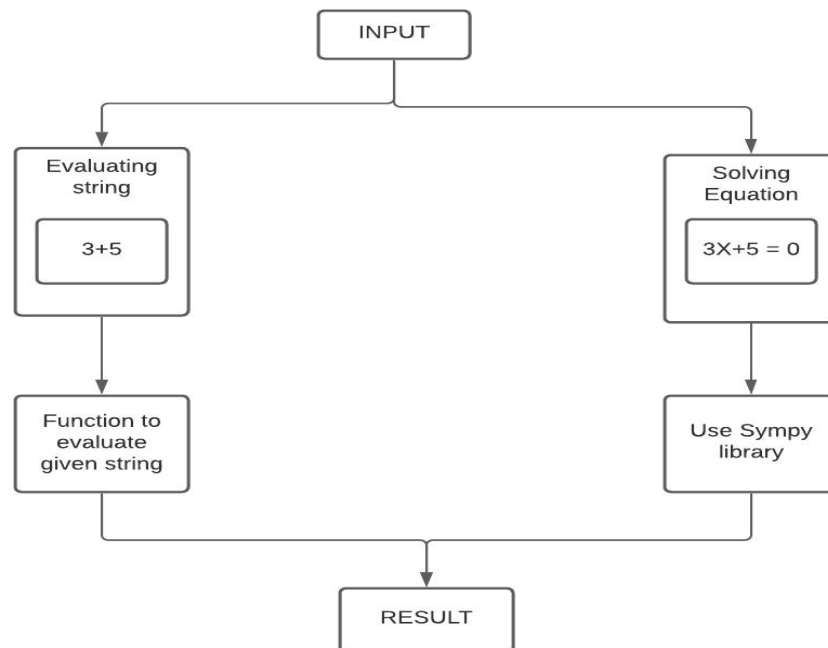 INPUT
Evaluating
string
3+5
Solving
Equation
3X+5 = 0
Function to
evaluate
given string
Use Sympy
library
RESULT